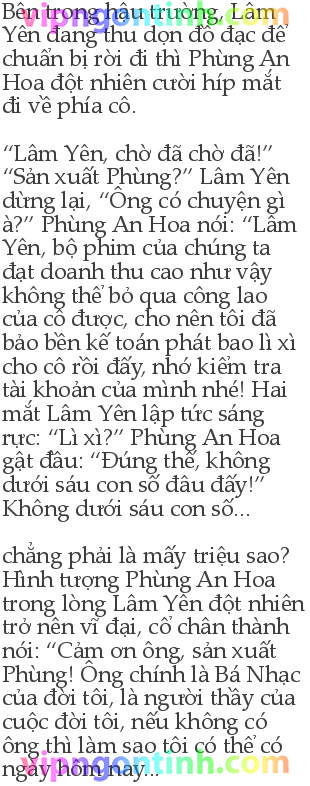 Bên trong hậu trường, Lâm
Yên đang thu dọn đồ đạc để
chuẩn bị rời đi thì Phùng An
Hoa đột nhiên cười híp mắt
đi về phía cô.
“Lâm Yên, chờ đã chờ đã!”
“Sản xuất Phùng?” Lâm Yên
dừng lại, “Ông có chuyện gì
à?” Phùng An Hoa nói: “Lâm
Yên, bộ phim của chúng ta
đạt doanh thu cao như vậy
không thể bỏ qua công lao
của cô được, cho nên tôi đã
bảo bền kế toán phát bao lì xì
cho cô rồi đấy, nhớ kiểm tra
tài khoản của mình nhé! Hai
mắt Lâm Yên lập tức sáng
rực: “Lì xì?” Phùng An Hoa
gật đầu: “Đúng thế, không
dưới sáu con số đâu đấy!”
Không dưới sáu con số...
chẳng phải là mấy triệu sao?
Hình tượng Phùng An Hoa
trong lòng Lâm Yên đột nhiên
trở nên vĩ đại, cổ chân thành
nói: “Cảm ơn ông, sản xuất
Phùng! Ông chính là Bá Nhạc
của đời tôi, là người thầy của
cuộc đời tôi, nếu không có
ông thì làm sao tôi có thể có
ngày hôm nay...
vipngontinh.com
vipngontinh.com